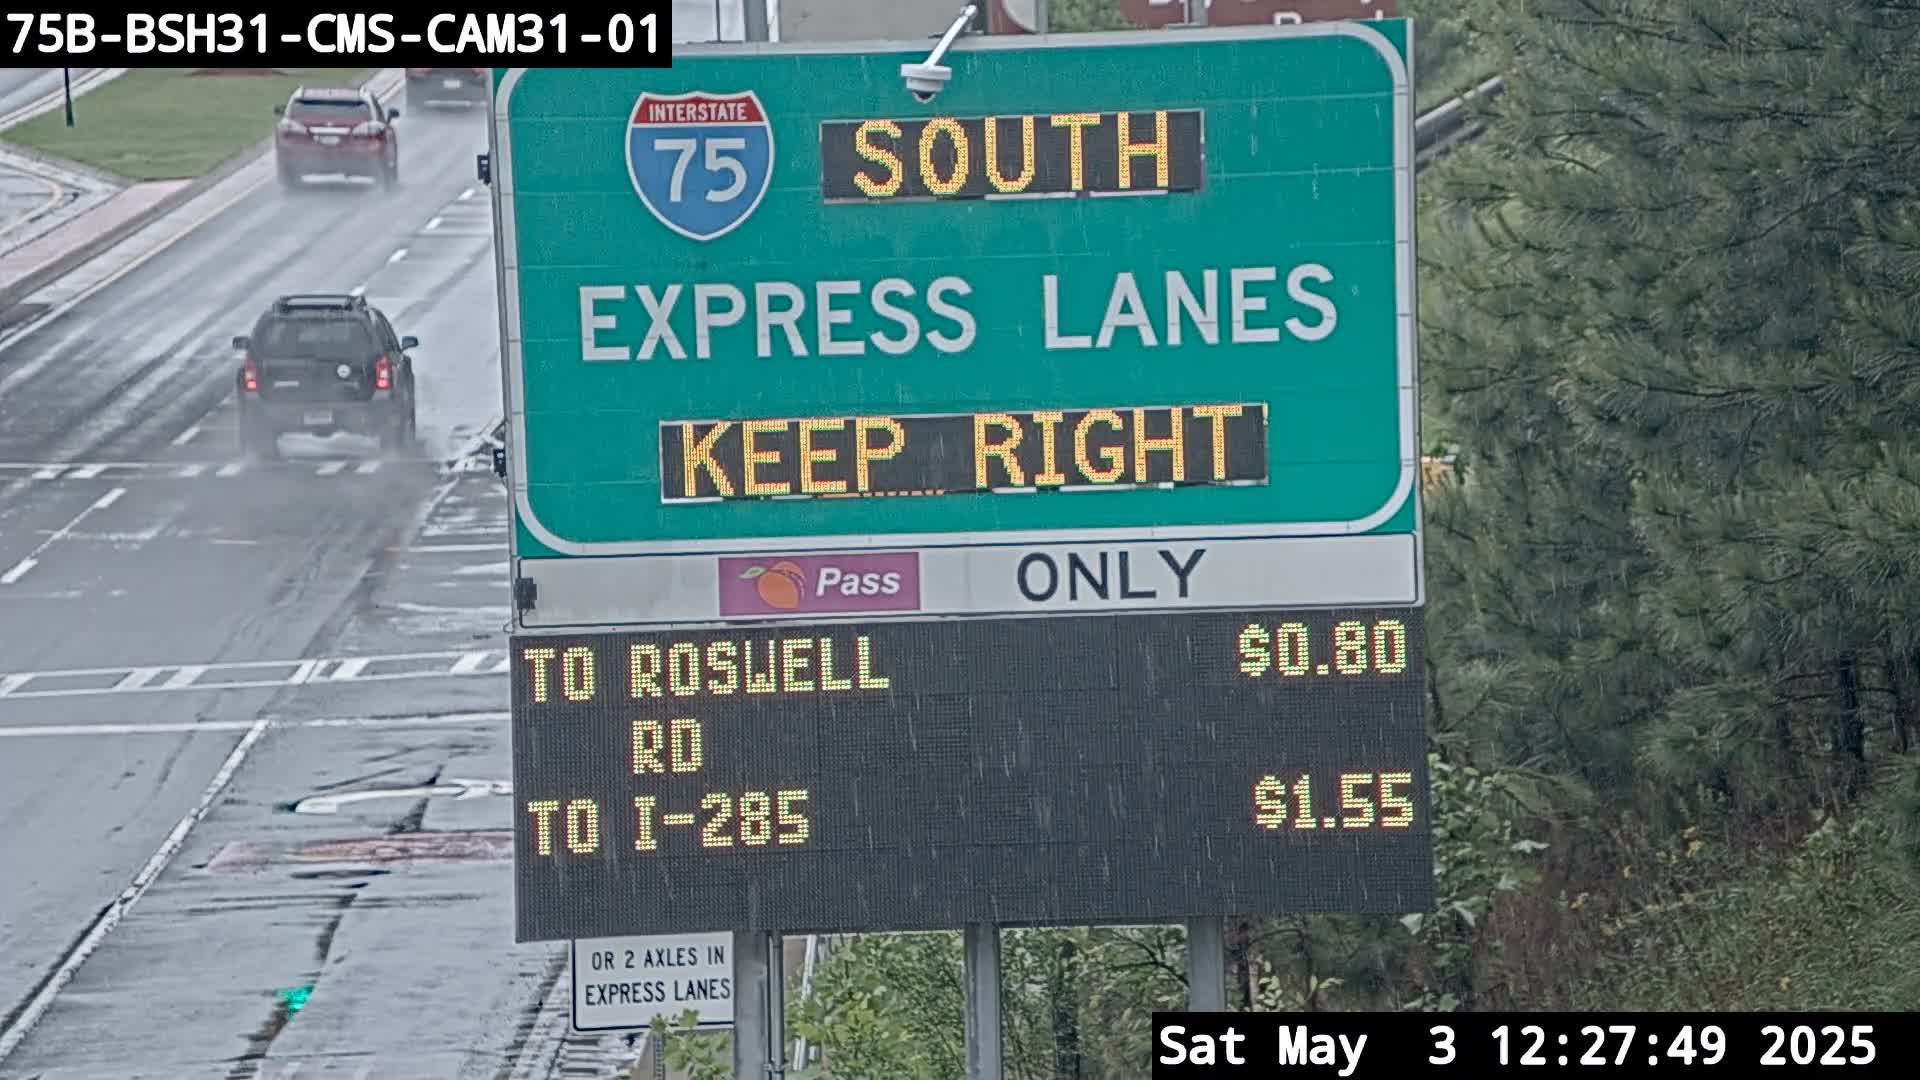 75B-BSH31-CMS-CAM31-01
INTERSTATE
75
SOUTH
EXPRESS LANES
KEEP RIGHT
Pass ONLY
TO ROSWELL $0.80
RD
TO I-285 $1.55
OR 2 AXLES IN
EXPRESS LANES
Sat May 3 12:27:49 2025